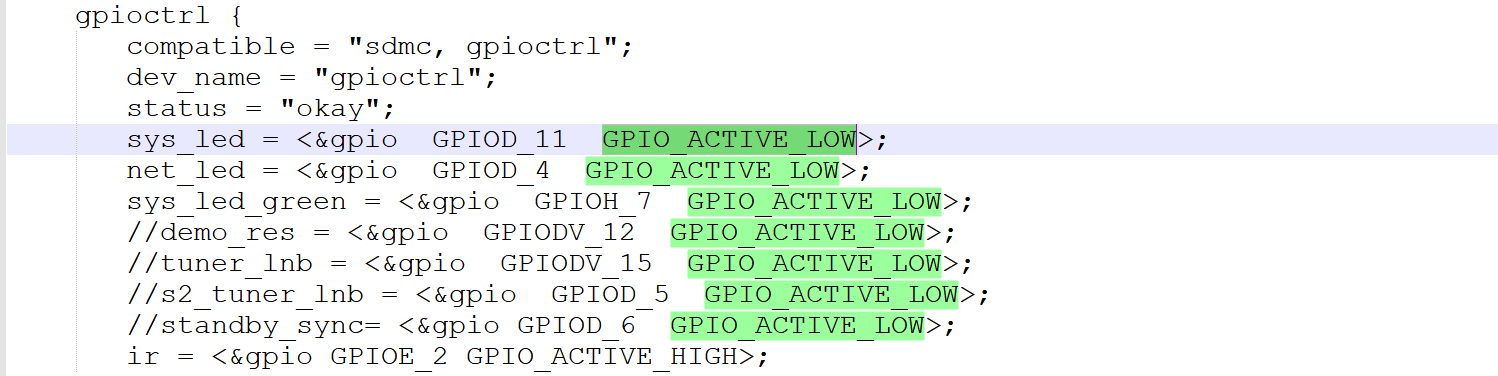 gpioctrl {
compatible = "sdmc, gpioctrl";
dev_name = "gpioctrl";
status = "okay";
sys_led = <&gpio  GPIOD_11  GPIO_ACTIVE_LOW>;
net_led = <&gpio  GPIOD_4  GPIO_ACTIVE_LOW>;
sys_led_green = <&gpio  GPIOH_7  GPIO_ACTIVE_LOW>;
//demo_res = <&gpio  GPIODV_12  GPIO_ACTIVE_LOW>;
//tuner_lnb = <&gpio  GPIODV_15  GPIO_ACTIVE_LOW>;
//s2_tuner_lnb = <&gpio  GPIOD_5  GPIO_ACTIVE_LOW>;
//standby_sync= <&gpio GPIOD_6  GPIO_ACTIVE_LOW>;
ir = <&gpio GPIOE_2 GPIO_ACTIVE_HIGH>;